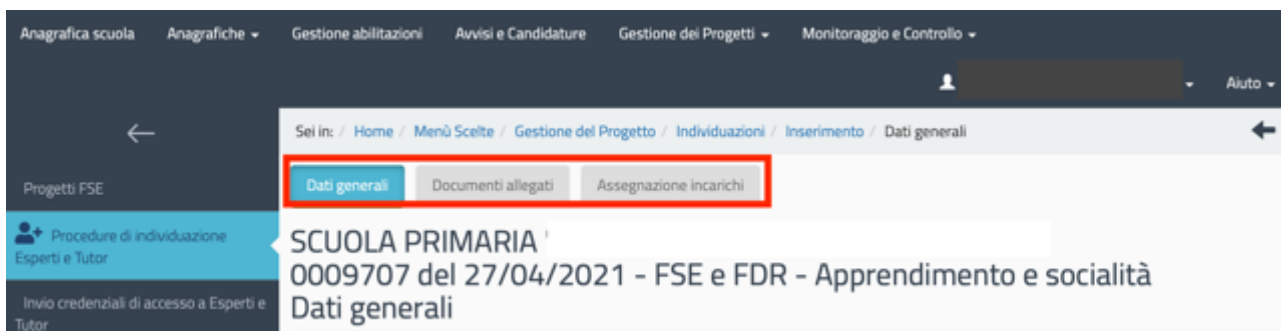 Anagrafica scuola Anagrafiche Gestione abilitazioni Avvisi e Candidature Gestione dei Progetti Monitoraggio e Controllo
Aiuto
Sei in: / Home / Menù Scelte / Gestione del Progetto / Individuazioni / Inserimento / Dati generali
Progetti FSE
Dati generali Documenti allegati Assegnazione incarichi
Procedure di individuazione
Esperti e Tutor
SCUOLA PRIMARIA
0009707 del 27/04/2021 - FSE e FDR - Apprendimento e socialità
Invio credenziali di accesso a Esperti e
Tutor
Dati generali